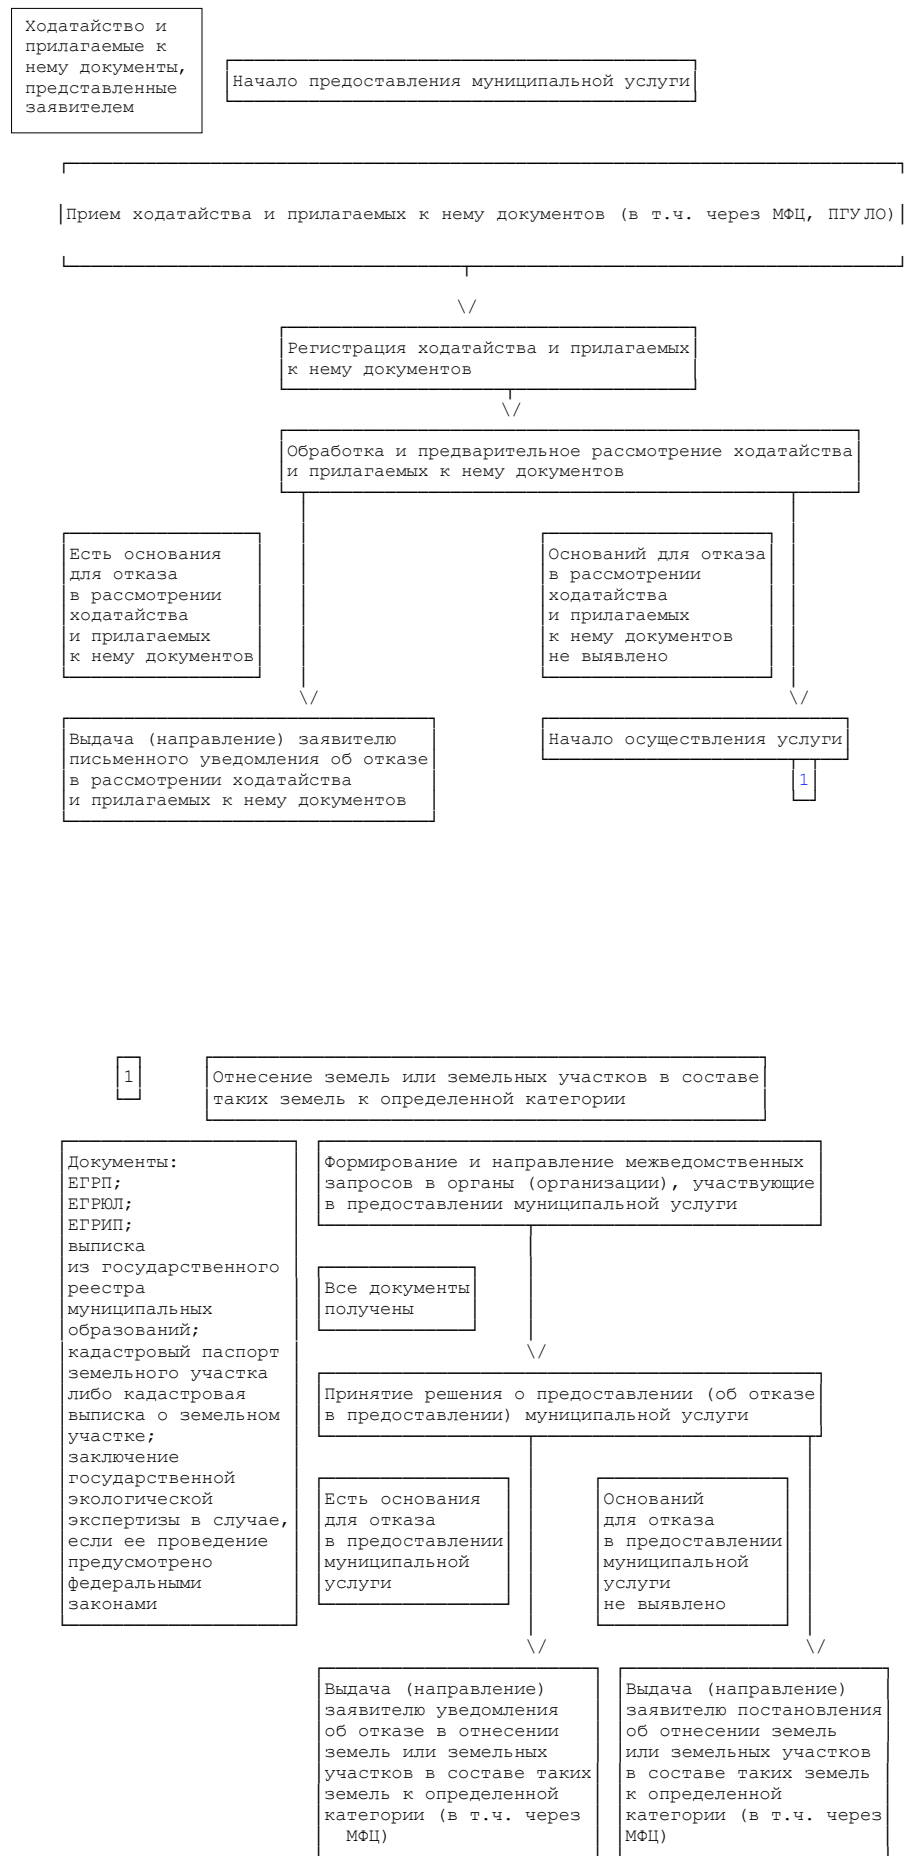 Ходатайство и
прилагаемые к
нему документы,
представленные
заявителем
Начало предоставления муниципальной услуги
Прием ходатайства и прилагаемых к нему документов (в т.ч. через МФЦ, ПГУ ЛО)
\/
Регистрация ходатайства и прилагаемых
к нему документов
\/
Обработка и предварительное рассмотрение ходатайства
и прилагаемых к нему документов
Есть основания
для отказа
в рассмотрении
ходатайства
и прилагаемых
к нему документов
Оснований для отказа
в рассмотрении
ходатайства
и прилагаемых
к нему документов
не выявлено
\/ \/
Выдача (направление) заявителю
письменного уведомления об отказе
в рассмотрении ходатайства
и прилагаемых к нему документов
Начало осуществления услуги
1
1
Отнесение земель или земельных участков в составе
таких земель к определенной категории
Документы:
ЕГРП;
ЕГРЮЛ;
ЕГРИП;
выписка
из государственного
реестра
муниципальных
образований;
кадастровый паспорт
земельного участка
либо кадастровая
выписка о земельном
участке;
заключение
государственной
экологической
экспертизы в случае,
если ее проведение
предусмотрено
федеральными
законами
Формирование и направление межведомственных
запросов в органы (организации), участвующие
в предоставлении муниципальной услуги
Все документы
получены
\/
Принятие решения о предоставлении (об отказе
в предоставлении) муниципальной услуги
Есть основания
для отказа
в предоставлении
муниципальной
услуги
Оснований
для отказа
в предоставлении
муниципальной
услуги
не выявлено
\/ \/
Выдача (направление)
заявителю уведомления
об отказе в отнесении
земель или земельных
участков в составе таких
земель к определенной
категории (в т.ч. через
МФЦ)
Выдача (направление)
заявителю постановления
об отнесении земель
или земельных участков
в составе таких земель
к определенной
категории (в т.ч. через
МФЦ)